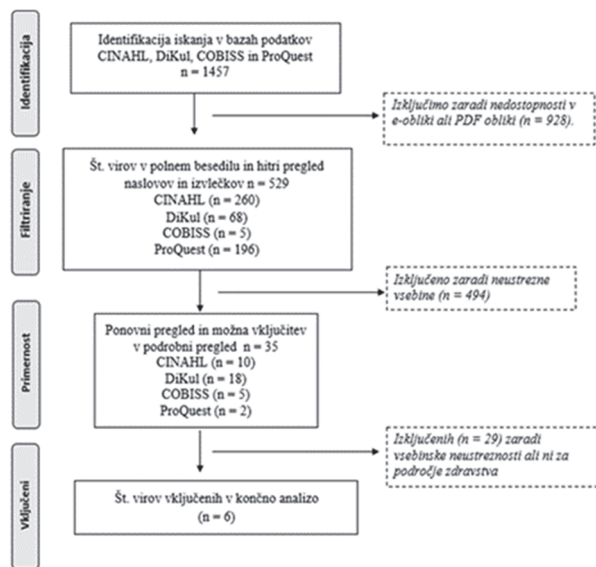 Identifikacija
Identifikacija iskanja v bazah podatkov
CINAHL, DiKul, COBISS in ProQuest
n = 1457
Izključimo zaradi nedostopnosti v
e-obliki ali PDF obliki (n = 928).
Filtriranje
Št. virov v polnem besedilu in hitri pregled
naslovov in izvlečkov n = 529
CINAHL (n = 260)
DiKul (n = 68)
COBISS (n = 5)
ProQuest (n = 196)
Izključeno zaradi neustrezne
vsebine (n = 494)
Primernost
Ponovni pregled in možna vključitev
v podrobni pregled n = 35
CINAHL (n = 10)
DiKul (n = 18)
COBISS (n = 5)
ProQuest (n = 2)
Izključenih (n = 29) zaradi
vsebinske neustreznosti ali ni za
področje zdravstva
Vključeni
Št. virov vključenih v končno analizo
(n = 6)